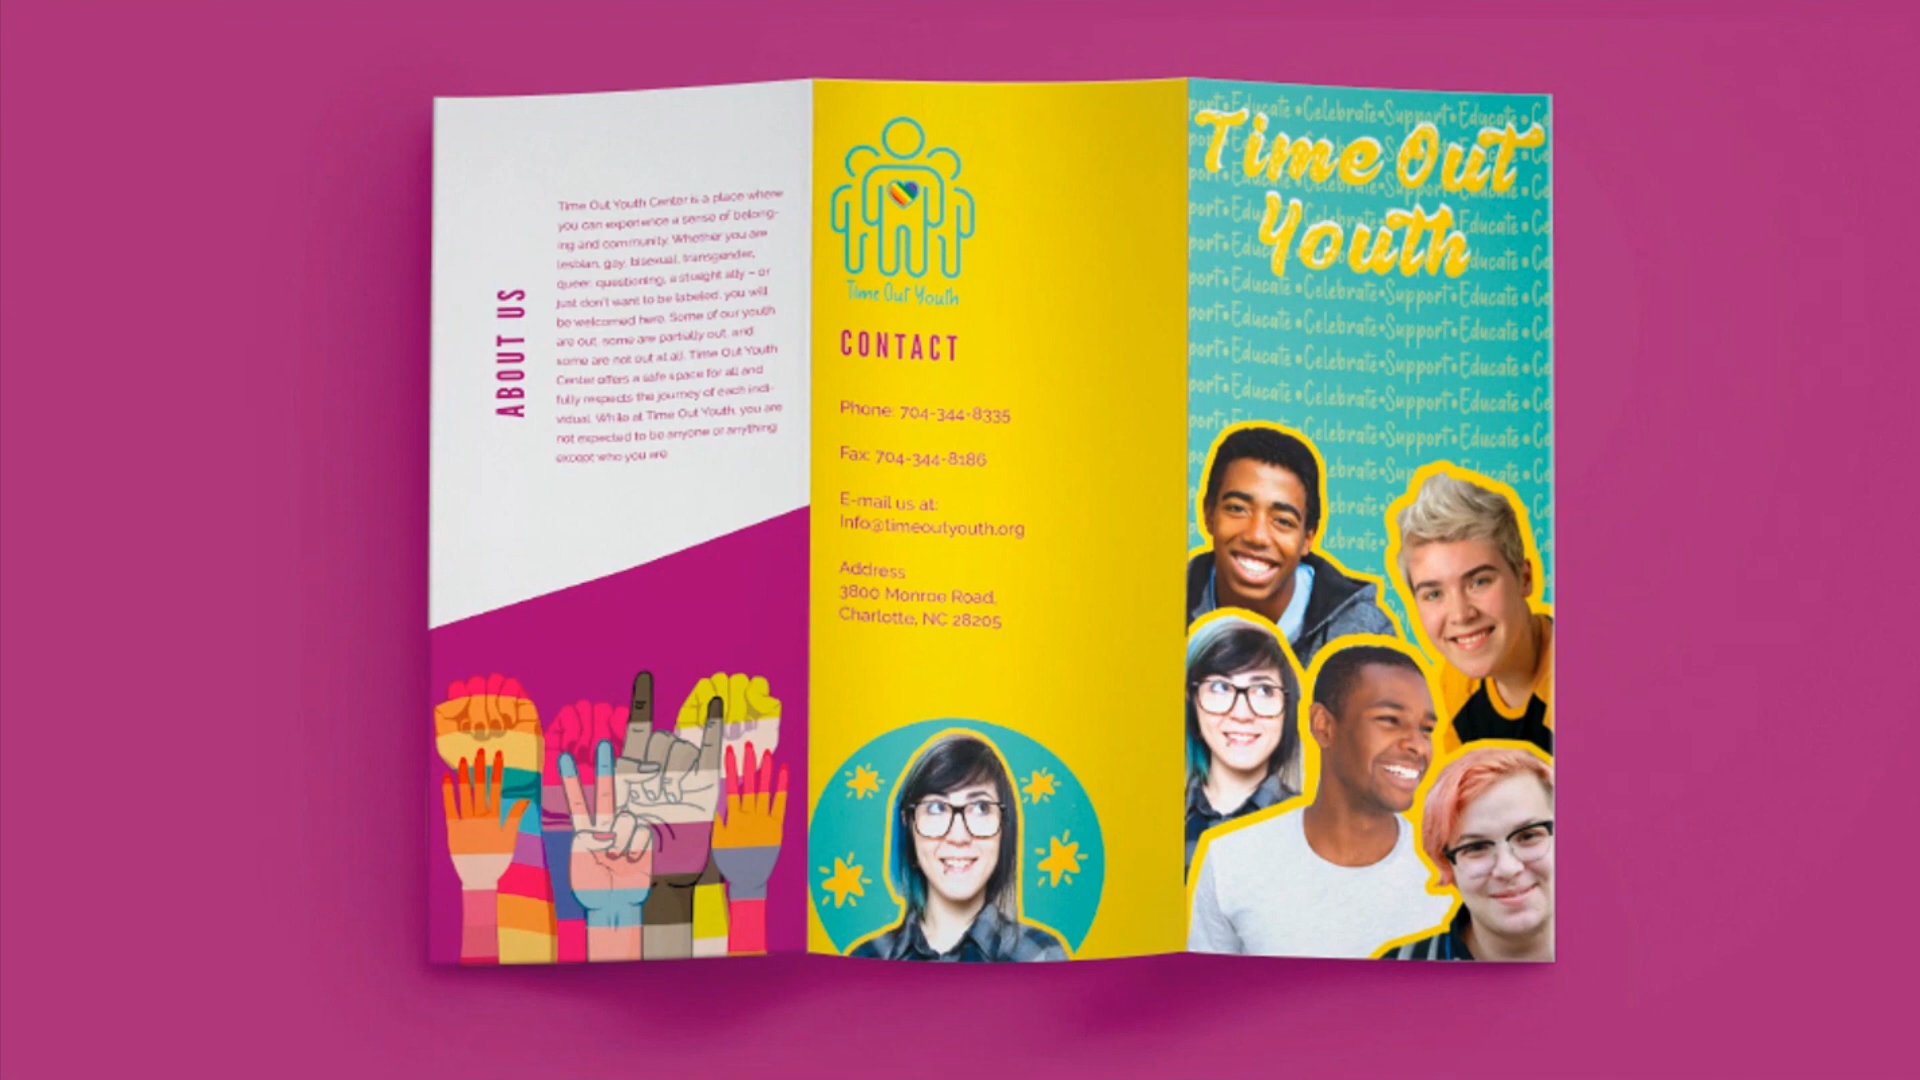 ABOUT US
Time Out Youth Center is a place where
you can experience a sense of belong-
ing and community. Whether you are
lesbian, gay, bisexual, transgender,
queer, questioning, a straight ally – or
just don't want to be labeled, you will
be welcomed here. Some of our youth
are out, some are partially out, and
some are not out at all. Time Out Youth
Center offers a safe space for all and
fully respects the journey of each indi-
vidual. While at Time Out Youth, you are
not expected to be anyone or anything
except who you are
Time Out Youth
CONTACT
Phone: 704-344-8335
Fax: 704-344-8186
E-mail us at:
Info@timeoutyouth.org
Address
3800 Monroe Road,
Charlotte, NC 28205
Time Out
Youth
port•Educate•Celebrate•Support•Educate•Ce